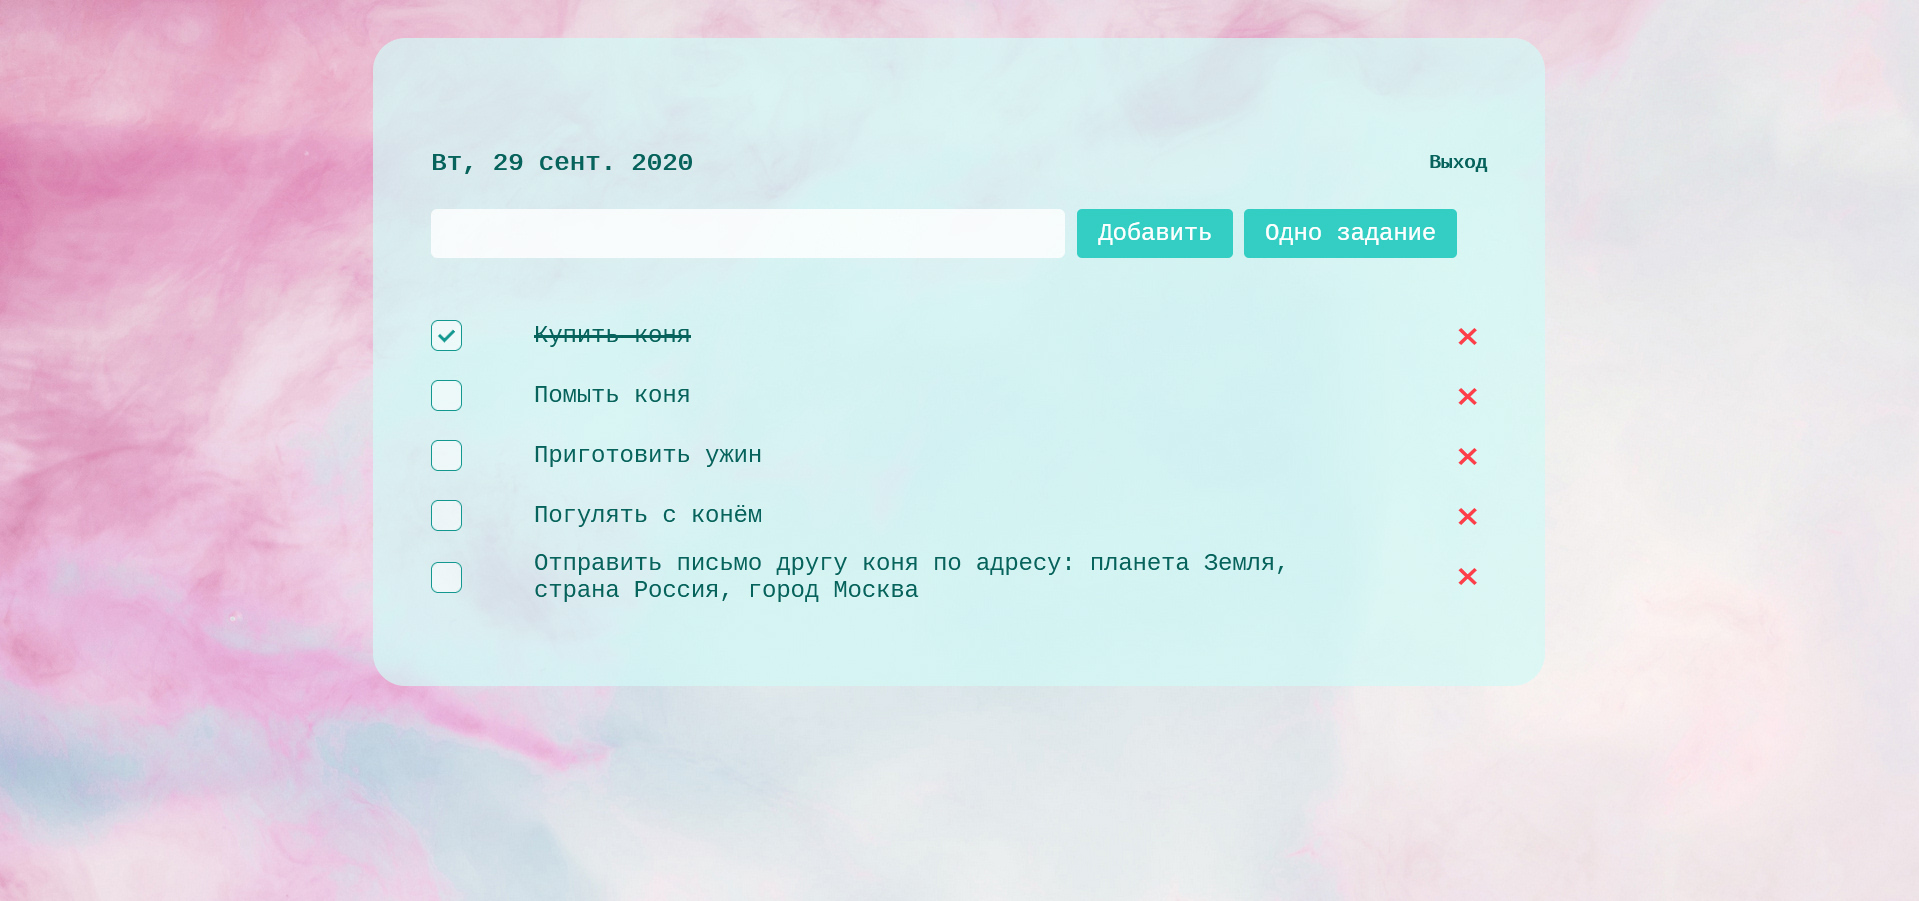 Вт, 29 сент. 2020
Выход
Добавить
Одно задание
Купить коня
Помыть коня
Приготовить ужин
Погулять с конём
Отправить письмо другу коня по адресу: планета Земля,
страна Россия, город Москва